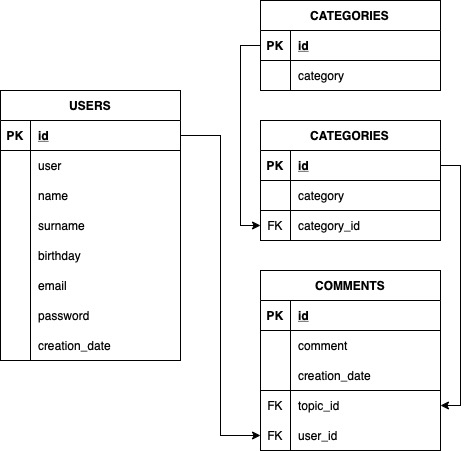 CATEGORIES
PK id
category
USERS
PK id
user
name
surname
birthday
email
password
creation_date
CATEGORIES
PK id
category
FK category_id
COMMENTS
PK id
comment
creation_date
FK topic_id
FK user_id